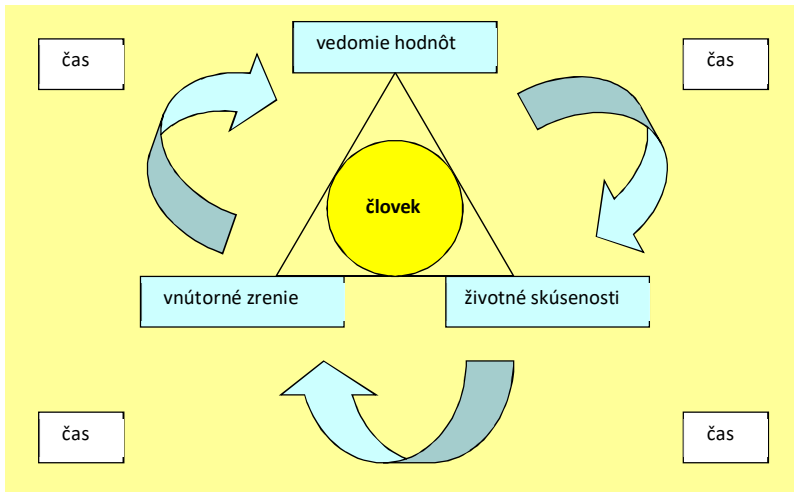 čas
vedomie hodnôt
čas
človek
vnútorné zrenie
životné skúsenosti
čas
čas